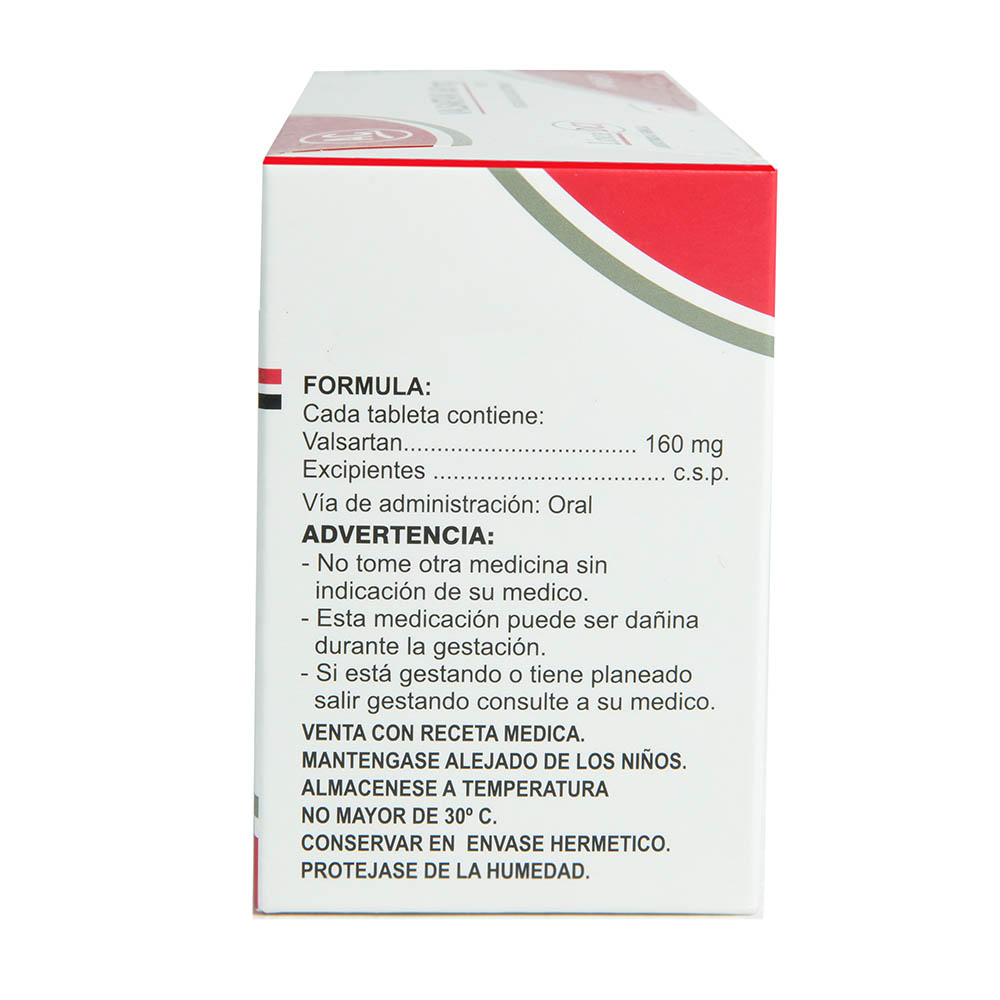 FORMULA:
Cada tableta contiene:
Valsartan................................... 160 mg
Excipientes ................................... c.s.p.
Vía de administración: Oral
ADVERTENCIA:
- No tome otra medicina sin
indicación de su medico.
- Esta medicación puede ser dañina
durante la gestación.
- Si está gestando o tiene planeado
salir gestando consulte a su medico.
VENTA CON RECETA MEDICA.
MANTENGASE ALEJADO DE LOS NIÑOS.
ALMACENESE A TEMPERATURA
NO MAYOR DE 30º C.
CONSERVAR EN ENVASE HERMETICO.
PROTEJASE DE LA HUMEDAD.